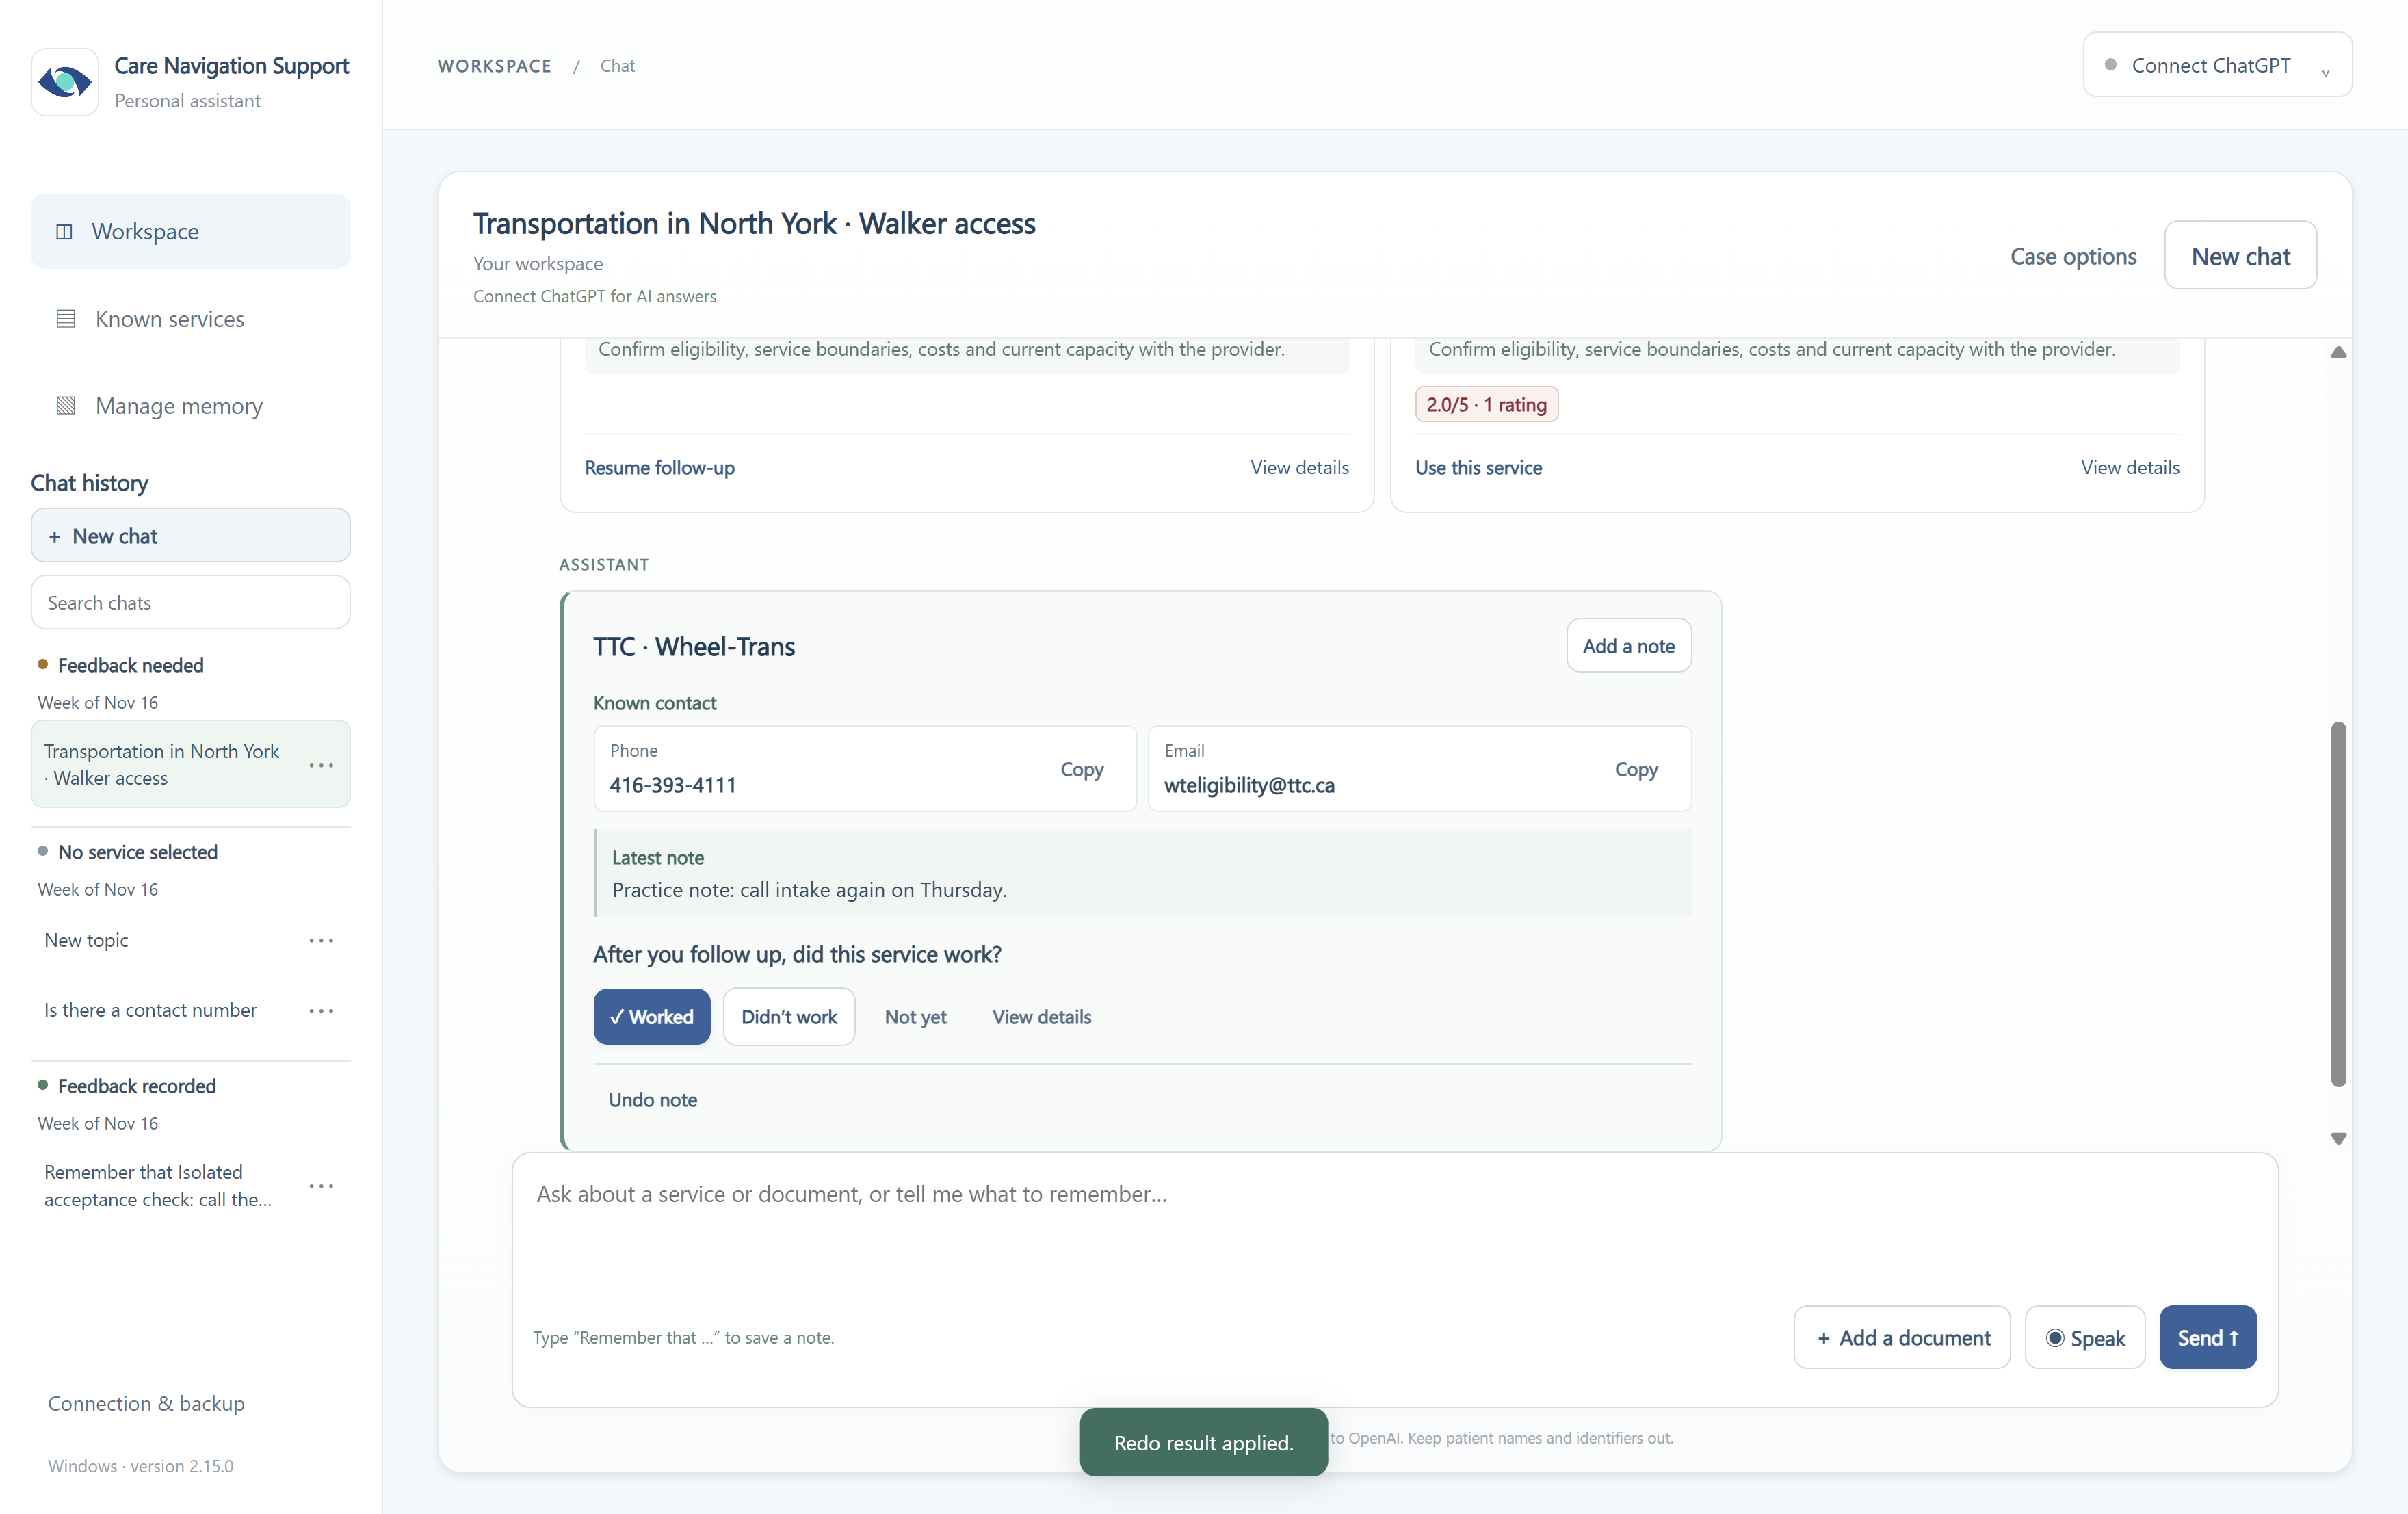 Care Navigation Support
Personal assistant
Workspace
Known services
Manage memory
Chat history
+ New chat
Search chats
Feedback needed
Week of Nov 16
Transportation in North York
· Walker access
...
No service selected
Week of Nov 16
New topic
...
Is there a contact number
...
Feedback recorded
Week of Nov 16
Remember that Isolated
acceptance check: call the...
...
Connection & backup
Windows · version 2.15.0
WORKSPACE / Chat
Connect ChatGPT v
Transportation in North York · Walker access
Your workspace
Connect ChatGPT for AI answers
Case options
New chat
Confirm eligibility, service boundaries, costs and current capacity with the provider.
Resume follow-up
View details
Confirm eligibility, service boundaries, costs and current capacity with the provider.
2.0/5 · 1 rating
Use this service
View details
ASSISTANT
TTC · Wheel-Trans
Add a note
Known contact
Phone
416-393-4111
Copy
Email
wteligibility@ttc.ca
Copy
Latest note
Practice note: call intake again on Thursday.
After you follow up, did this service work?
✓ Worked
Didn’t work
Not yet
View details
Undo note
Ask about a service or document, or tell me what to remember...
Type “Remember that ...” to save a note.
+ Add a document
Speak
Send ↑
Redo result applied.
to OpenAI. Keep patient names and identifiers out.